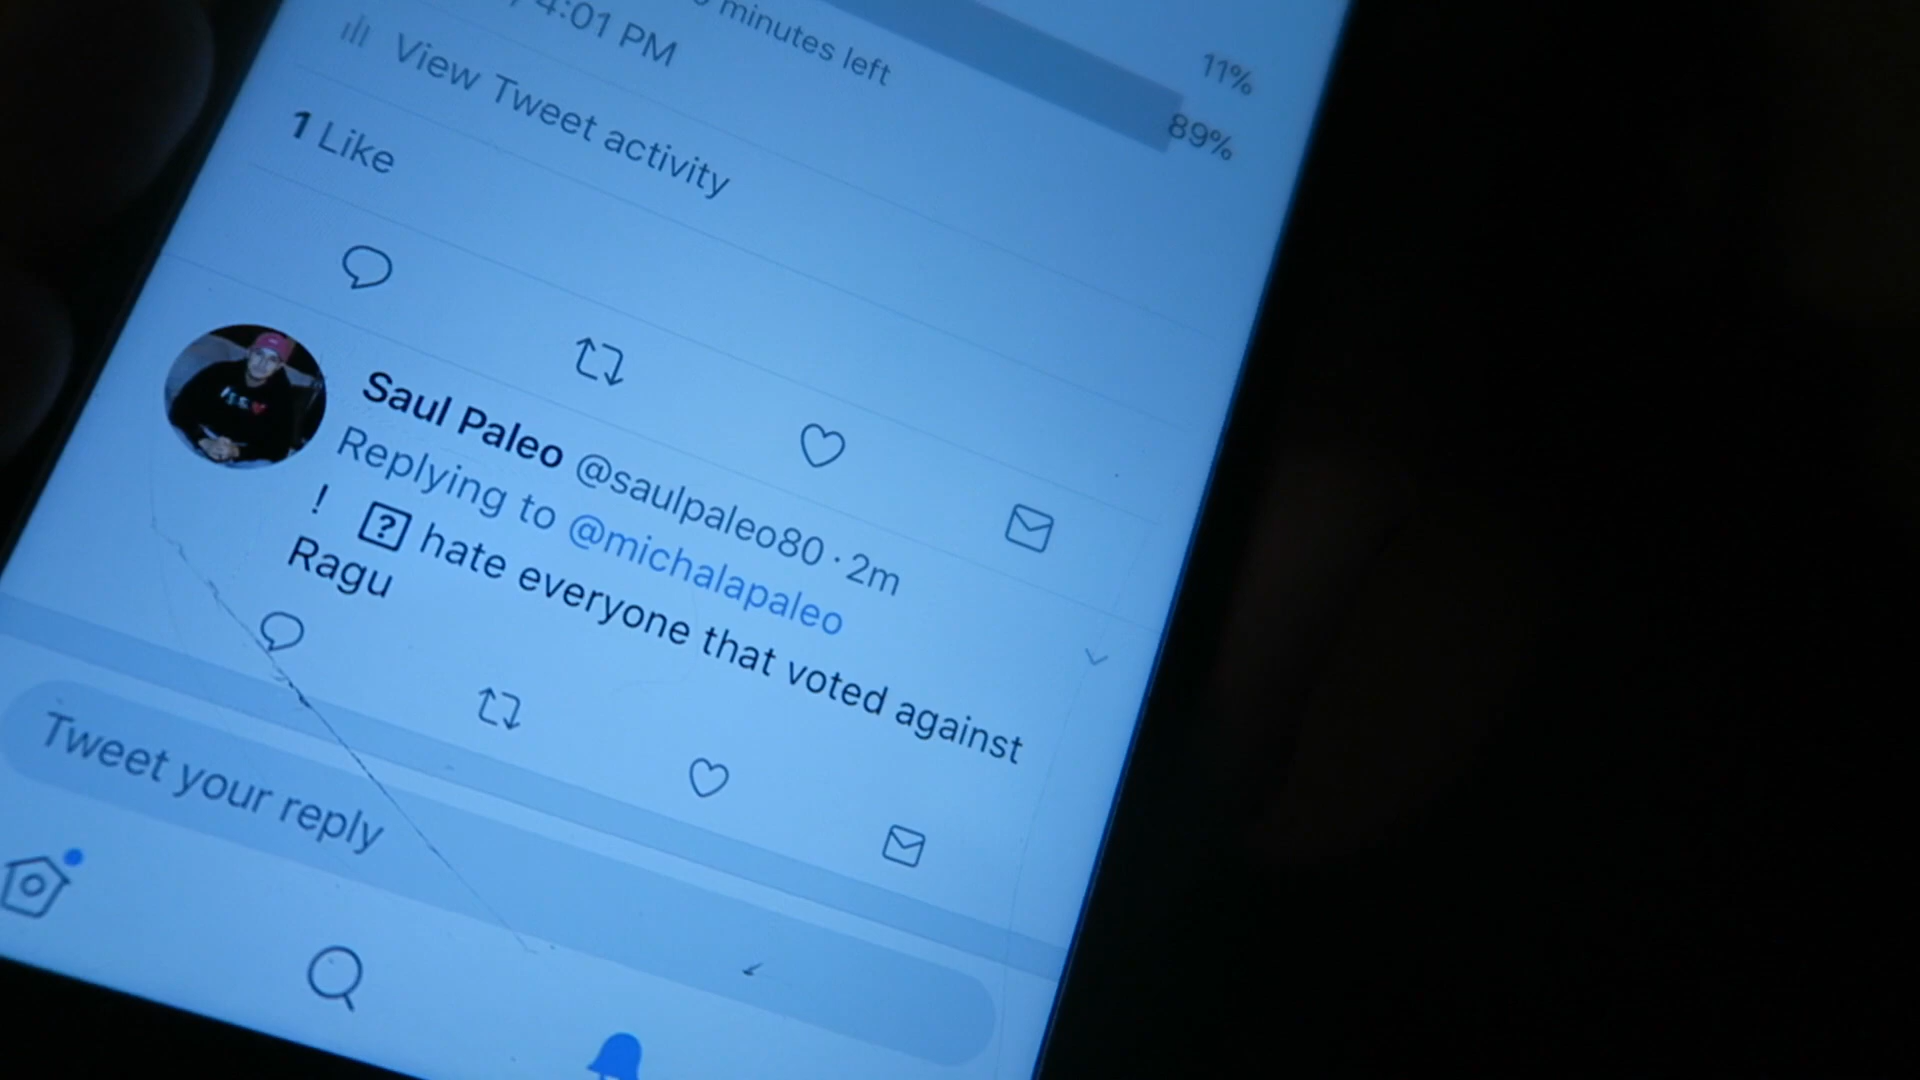 11%
89%
minutes left
4:01 PM
View Tweet activity
1 Like
Saul Paleo @saulpaleo80 · 2m
Replying to @michalapaleo
! ? hate everyone that voted against
Ragu
Tweet your reply